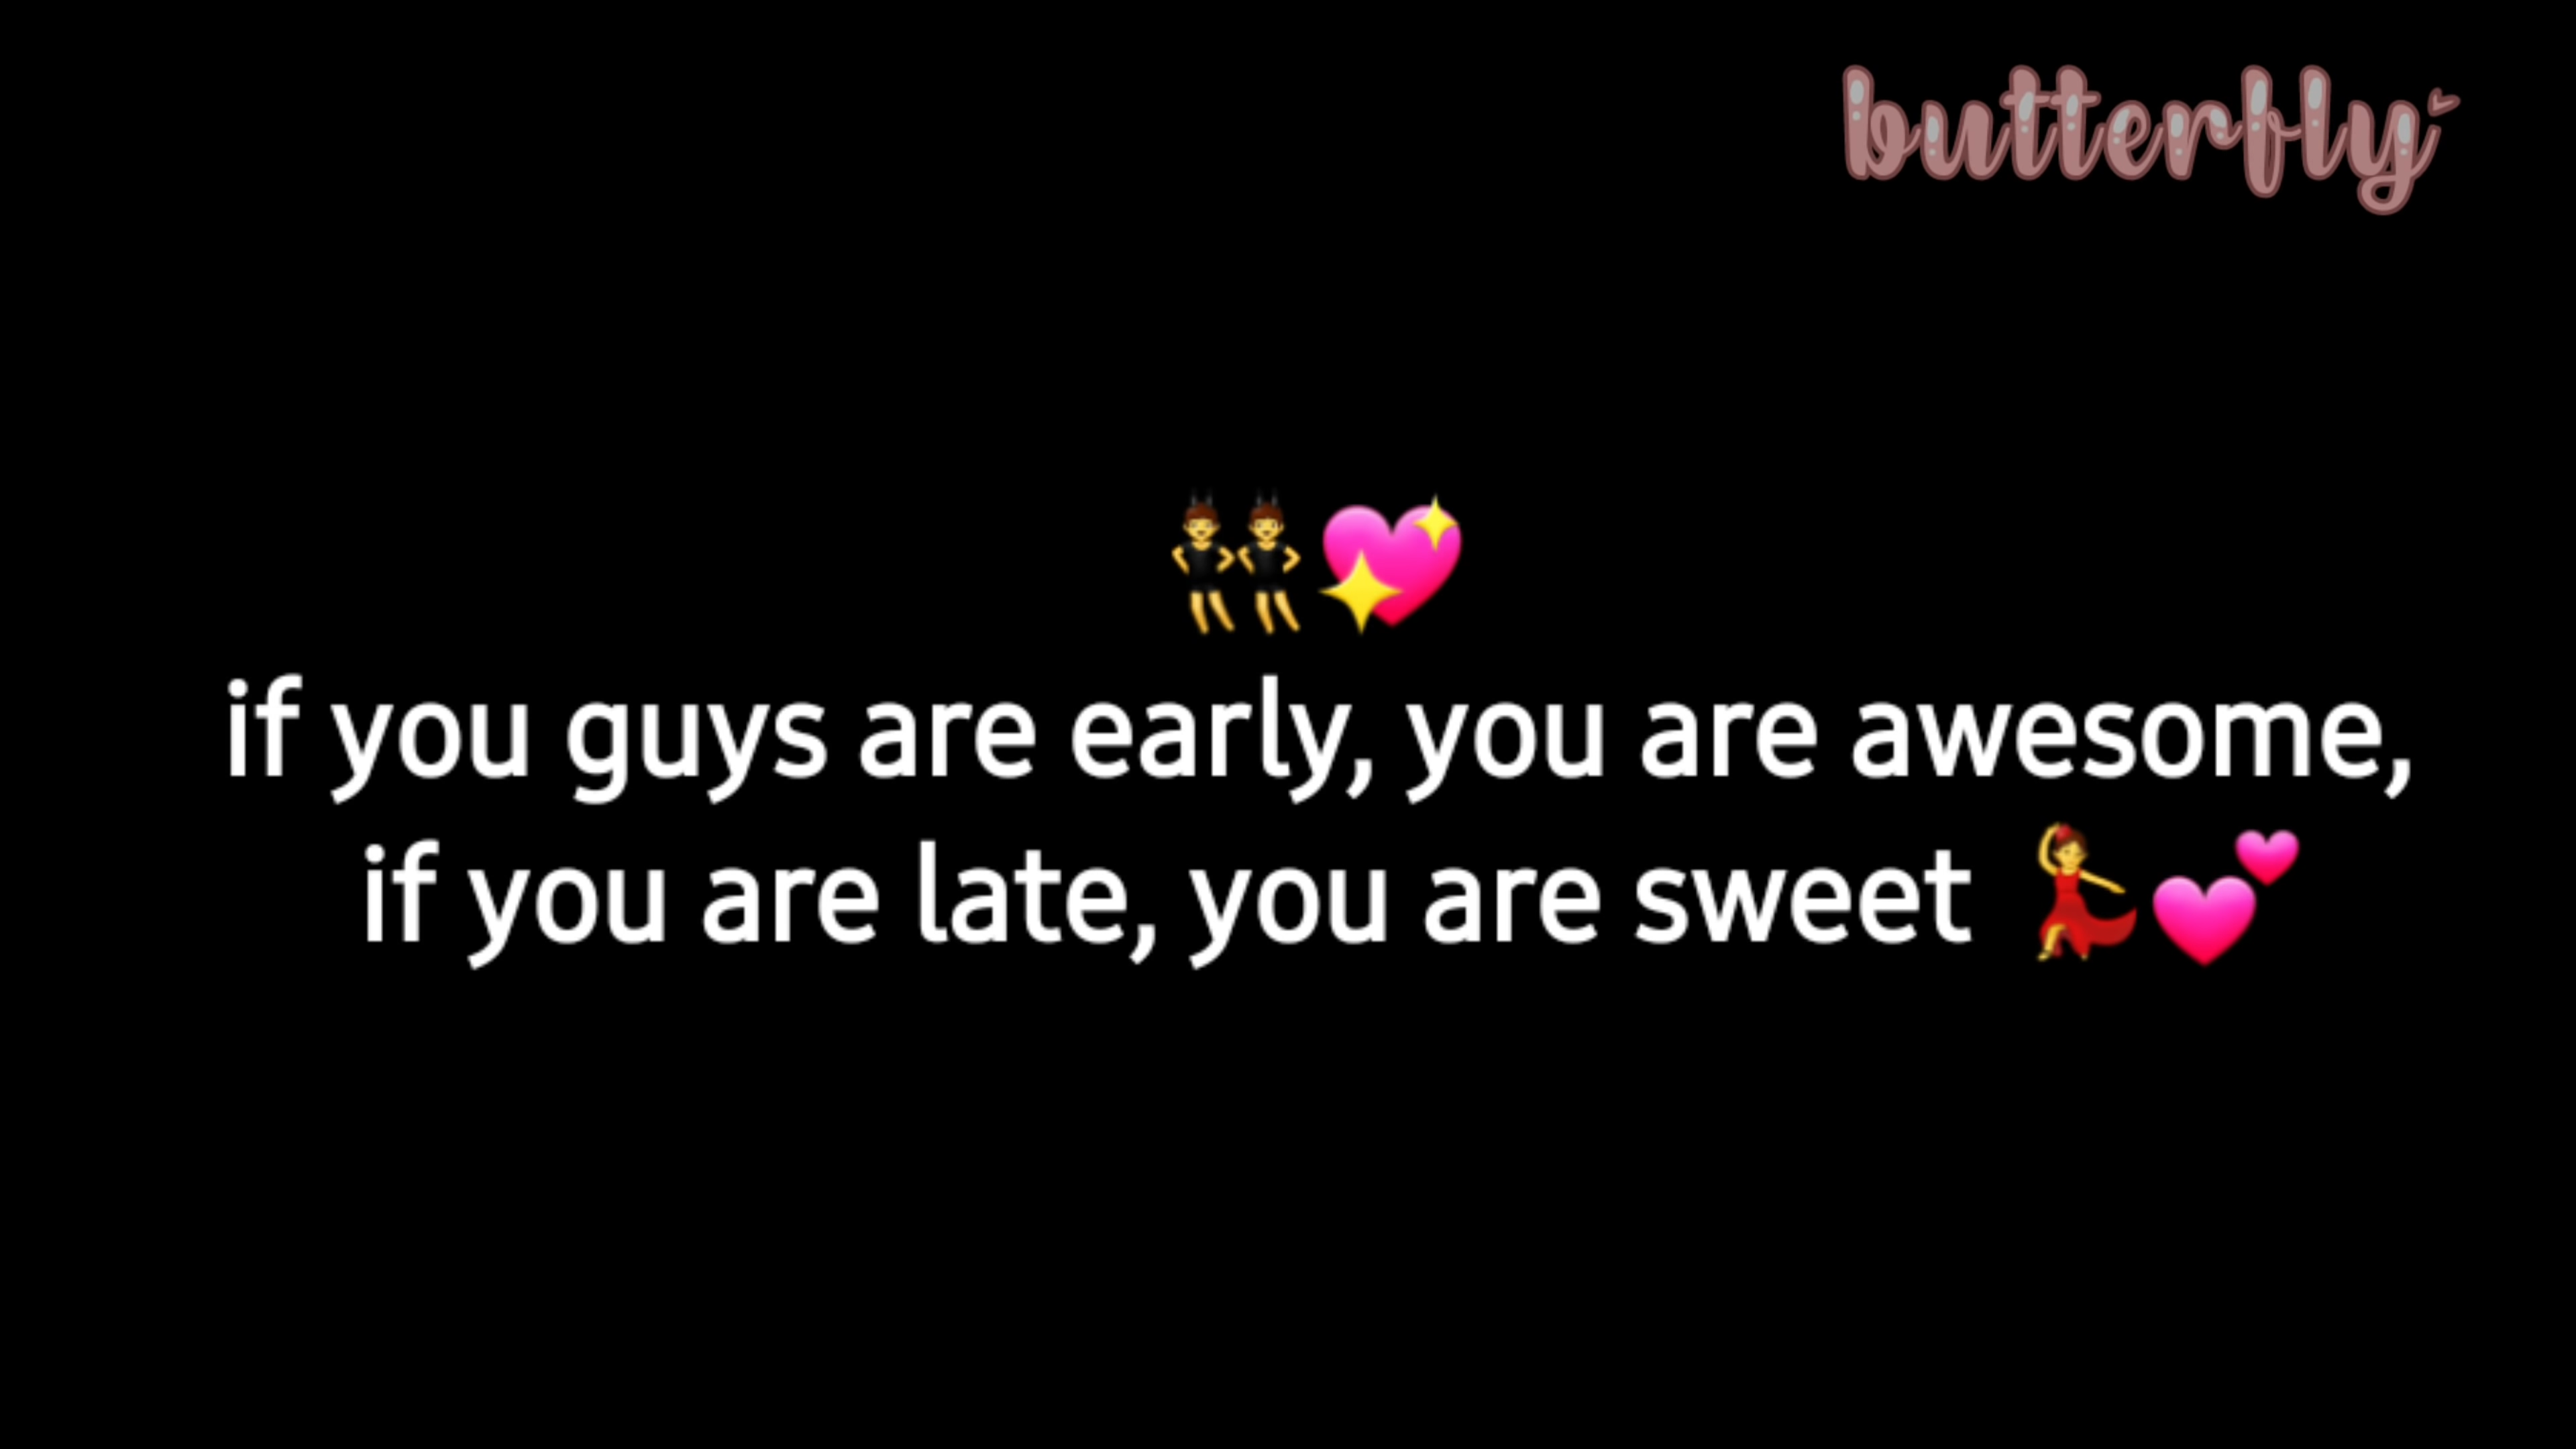 butterfly
👯💖
if you guys are early, you are awesome,
if you are late, you are sweet 💃💕